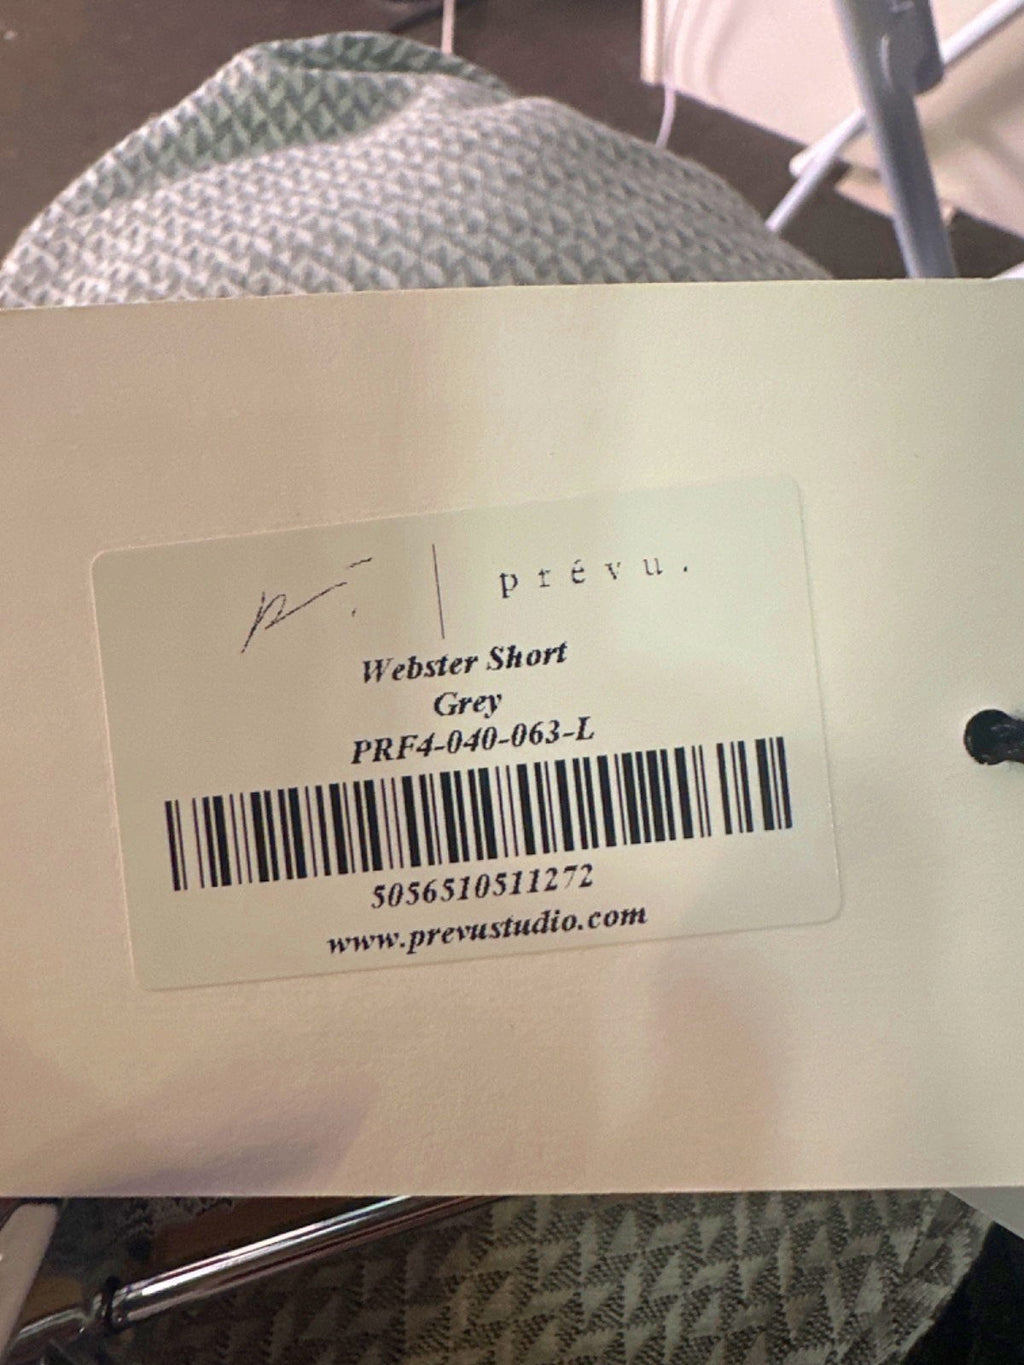 p. | prévu.
Webster Short
Grey
PRF4-040-063-L
5056510511272
www.prevustudio.com